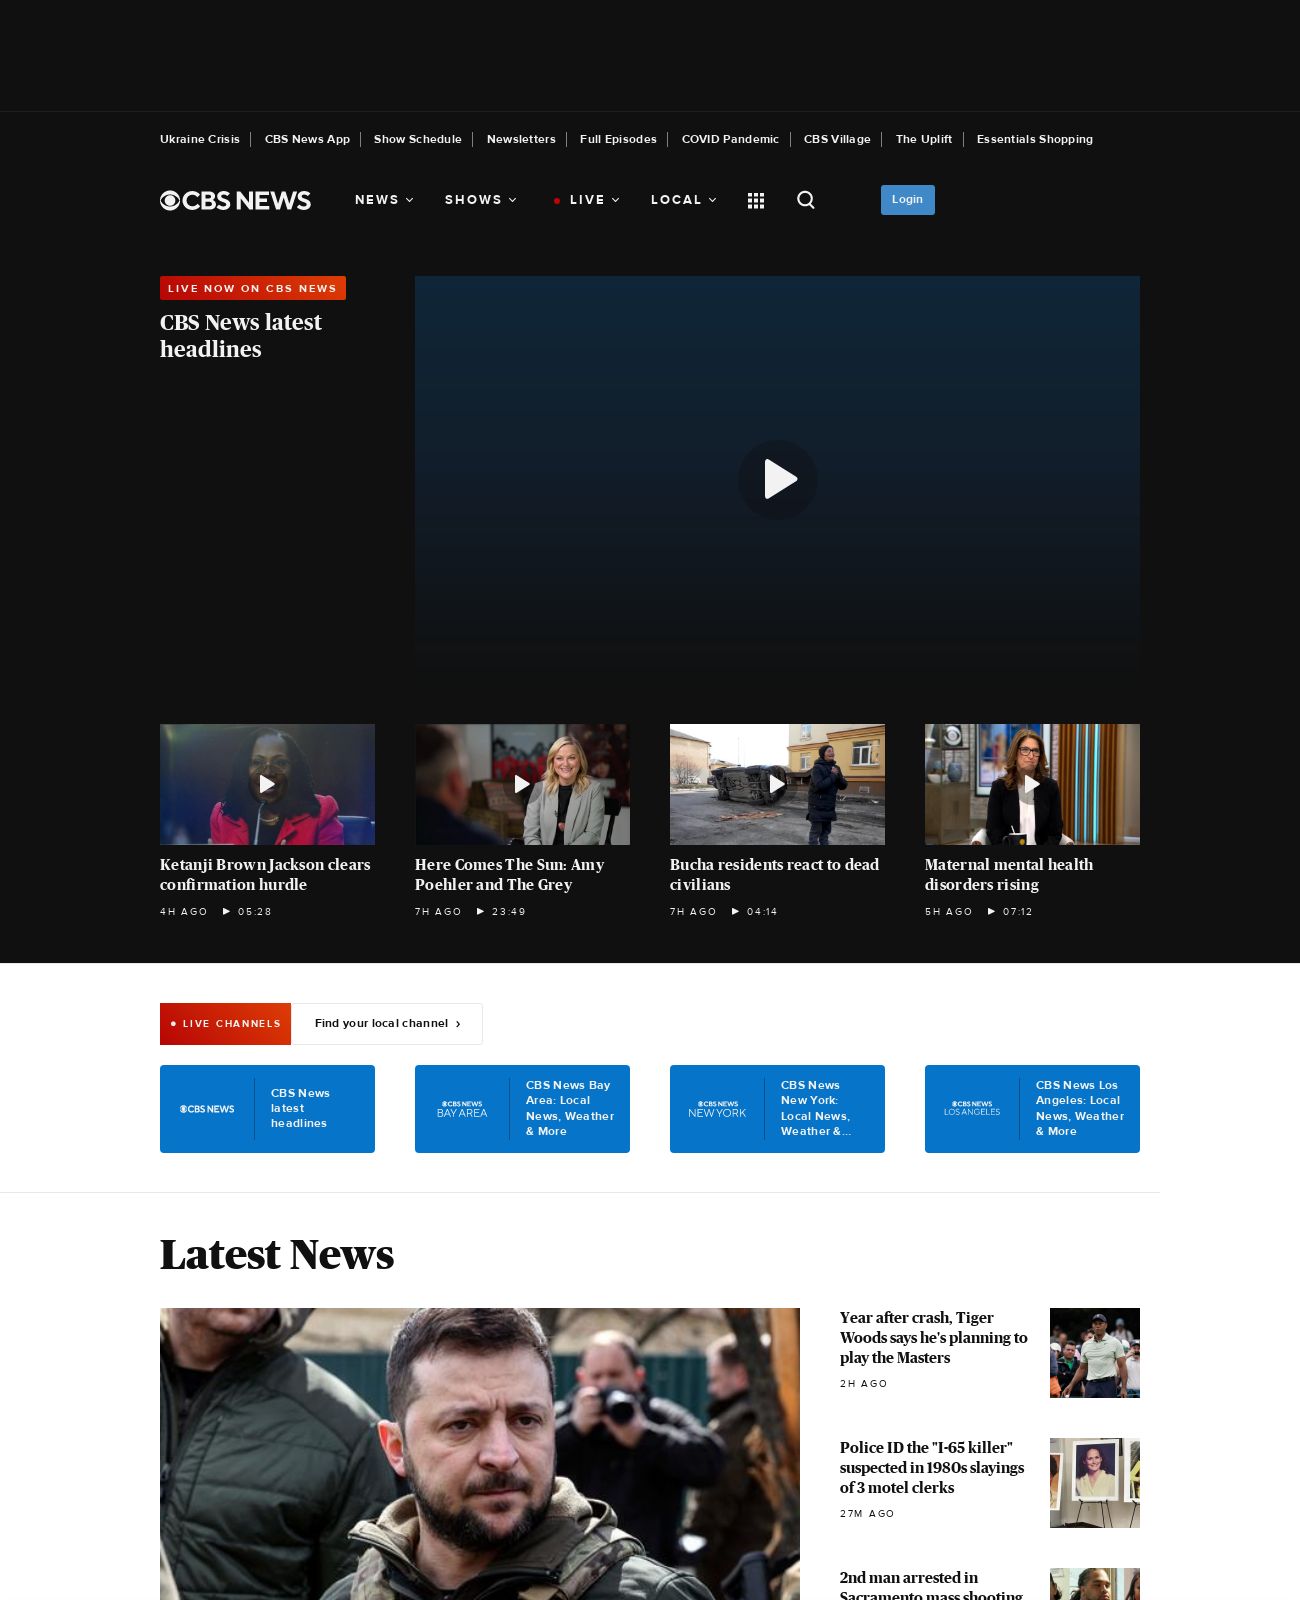 Ukraine Crisis
CBS News App
Show Schedule
Newsletters
Full Episodes
COVID Pandemic
CBS Village
The Uplift
Essentials Shopping
CBS NEWS
NEWS
SHOWS
LIVE
LOCAL
Login
LIVE NOW ON CBS NEWS
CBS News latest
headlines
Ketanji Brown Jackson clears
confirmation hurdle
4H AGO 05:28
Here Comes The Sun: Amy
Poehler and The Grey
7H AGO 23:49
Bucha residents react to dead
civilians
7H AGO 04:14
Maternal mental health
disorders rising
5H AGO 07:12
LIVE CHANNELS
Find your local channel ›
CBS NEWS
CBS News
latest
headlines
CBS NEWS
BAY AREA
CBS News Bay
Area: Local
News, Weather
& More
CBS NEWS
NEW YORK
CBS News
New York:
Local News,
Weather &...
CBS NEWS
LOS ANGELES
CBS News Los
Angeles: Local
News, Weather
& More
Latest News
Year after crash, Tiger
Woods says he's planning to
play the Masters
2H AGO
Police ID the "I-65 killer"
suspected in 1980s slayings
of 3 motel clerks
27M AGO
2nd man arrested in
Sacramento mass shooting